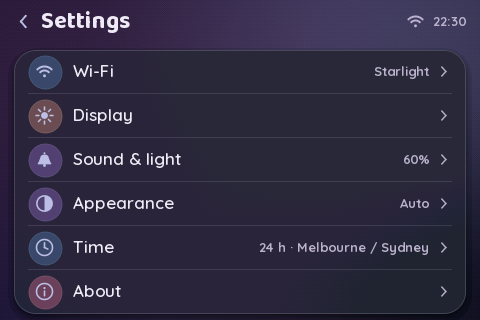 Settings
22:30
Wi-Fi
Starlight
Display
Sound & light
60%
Appearance
Auto
Time
24 h · Melbourne / Sydney
About